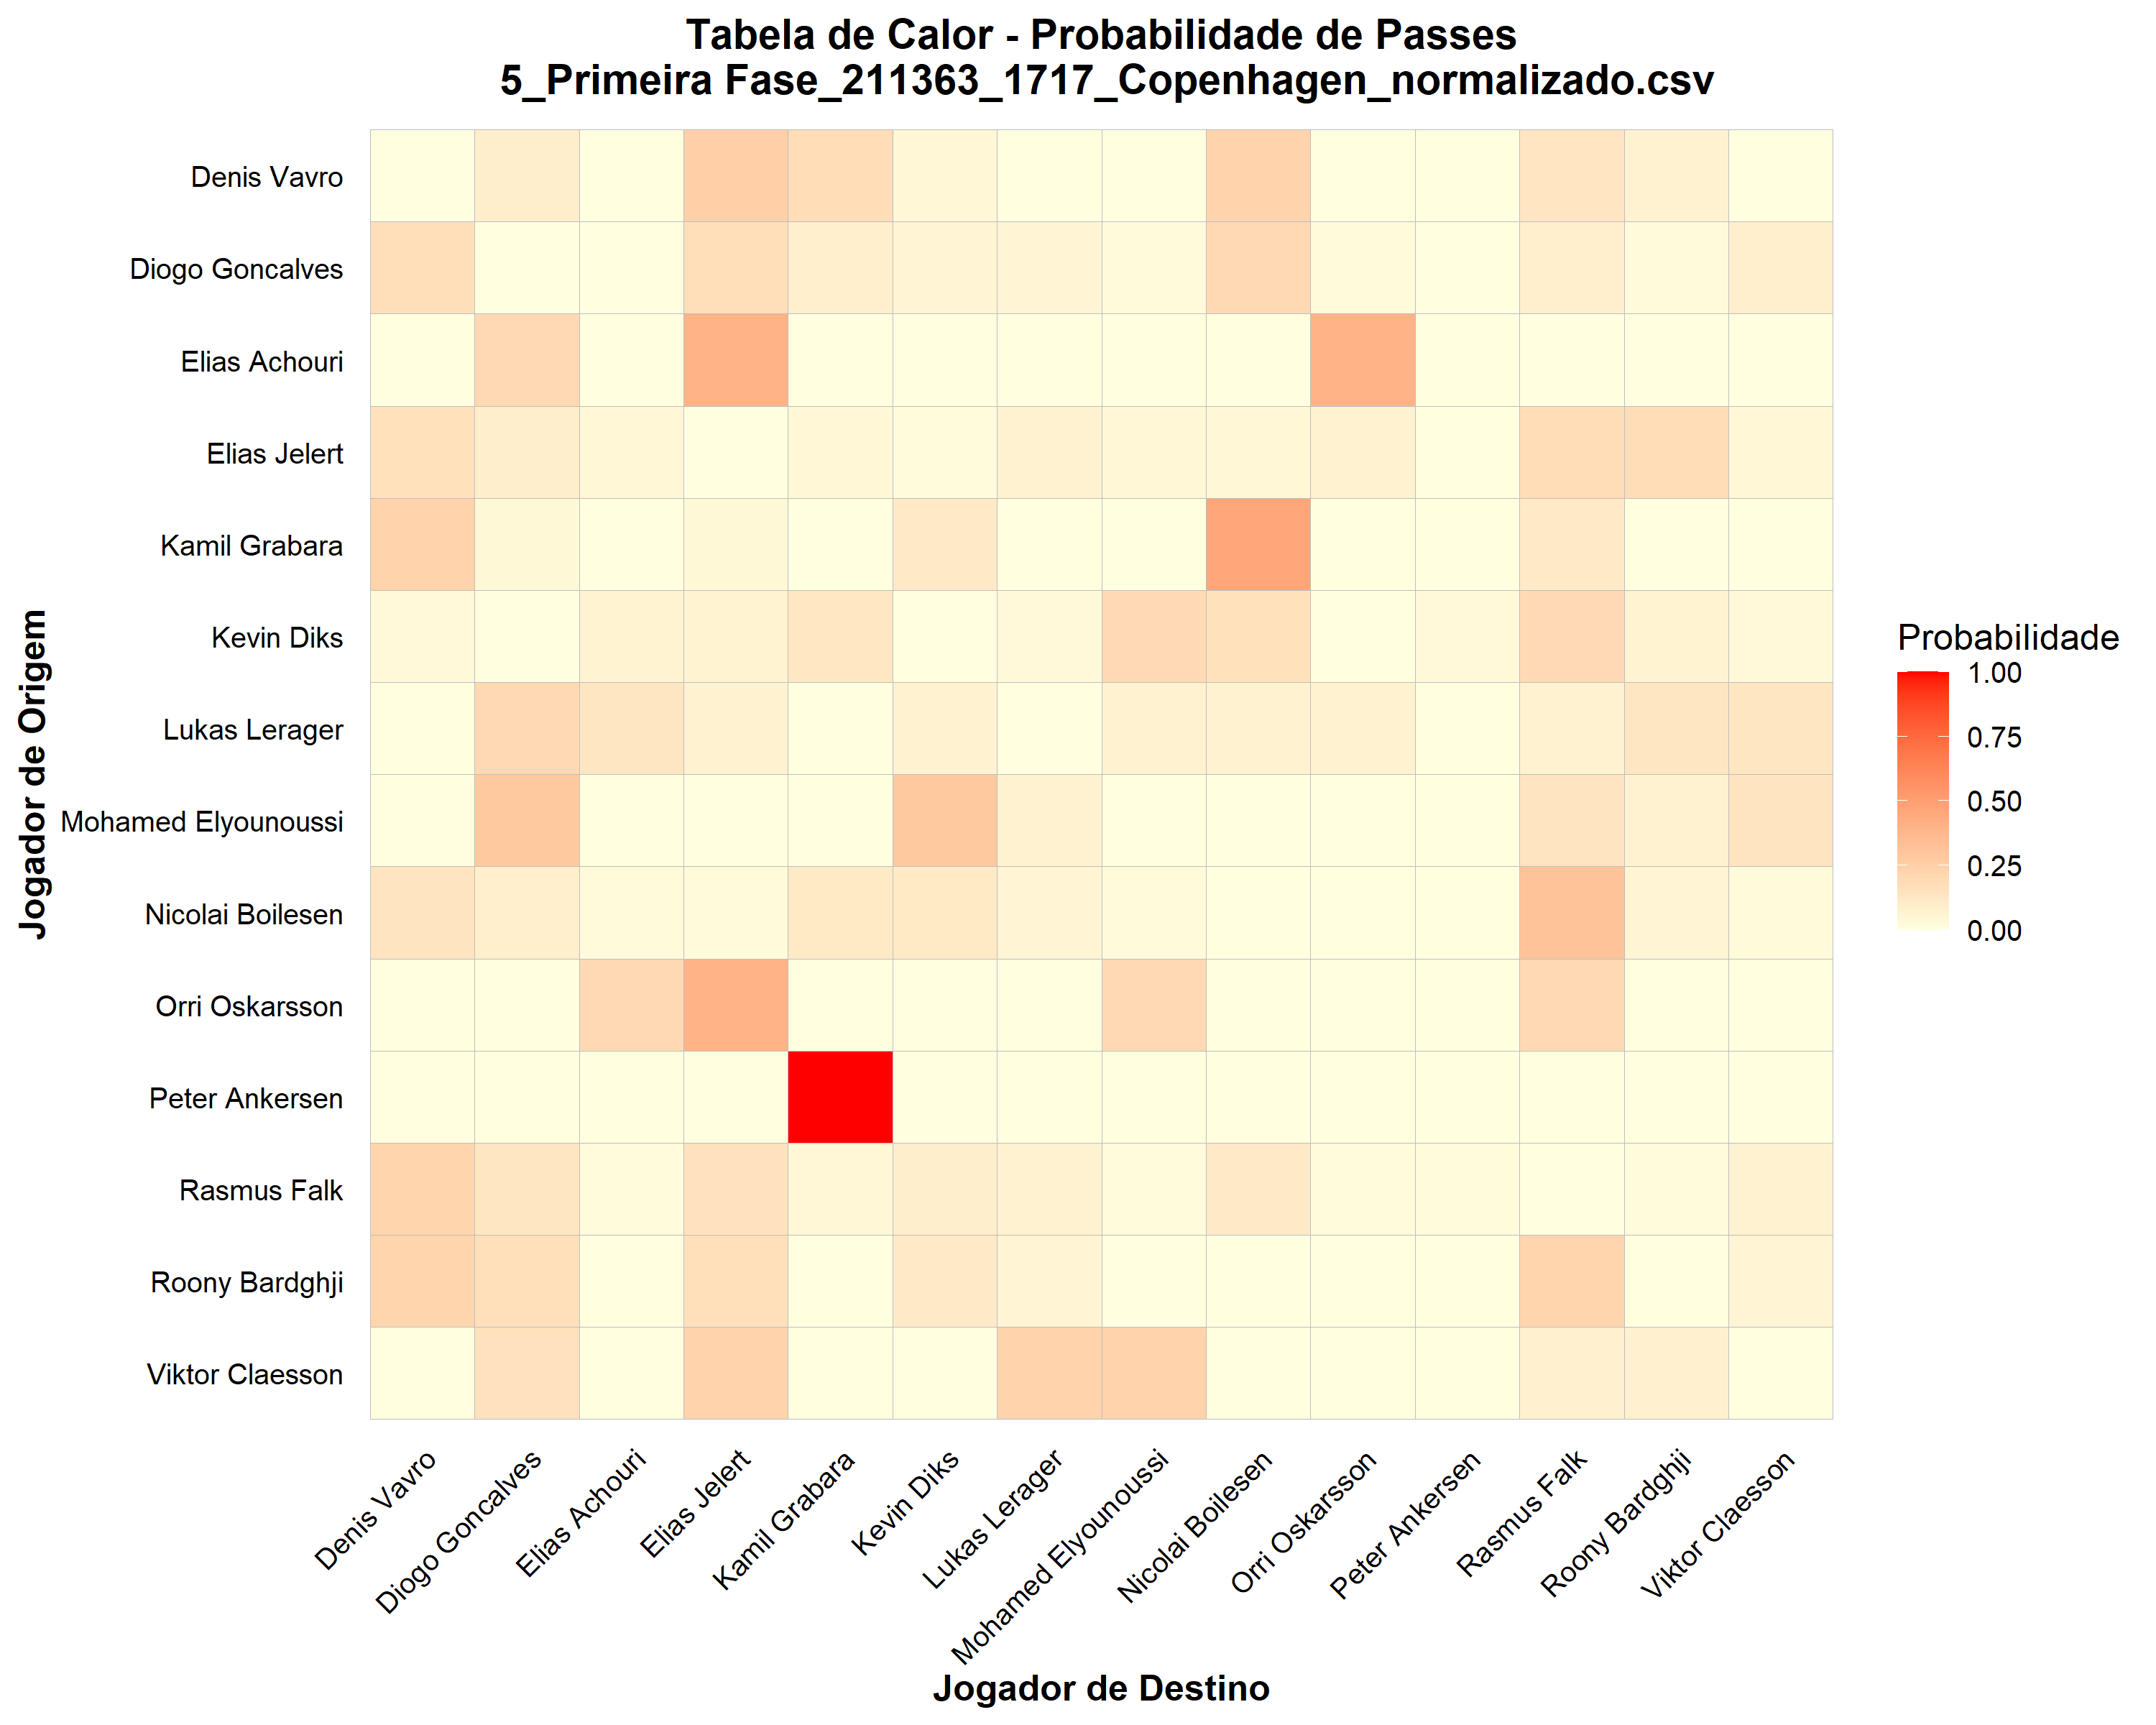 Tabela de Calor - Probabilidade de Passes
5_Primeira Fase_211363_1717_Copenhagen_normalizado.csv
Jogador de Origem
Denis Vavro
Diogo Goncalves
Elias Achouri
Elias Jelert
Kamil Grabara
Kevin Diks
Lukas Lerager
Mohamed Elyounoussi
Nicolai Boilesen
Orri Oskarsson
Peter Ankersen
Rasmus Falk
Roony Bardghji
Viktor Claesson
Denis Vavro
Diogo Goncalves
Elias Achouri
Elias Jelert
Kamil Grabara
Kevin Diks
Lukas Lerager
Mohamed Elyounoussi
Nicolai Boilesen
Orri Oskarsson
Peter Ankersen
Rasmus Falk
Roony Bardghji
Viktor Claesson
Jogador de Destino
Probabilidade
1.00
0.75
0.50
0.25
0.00